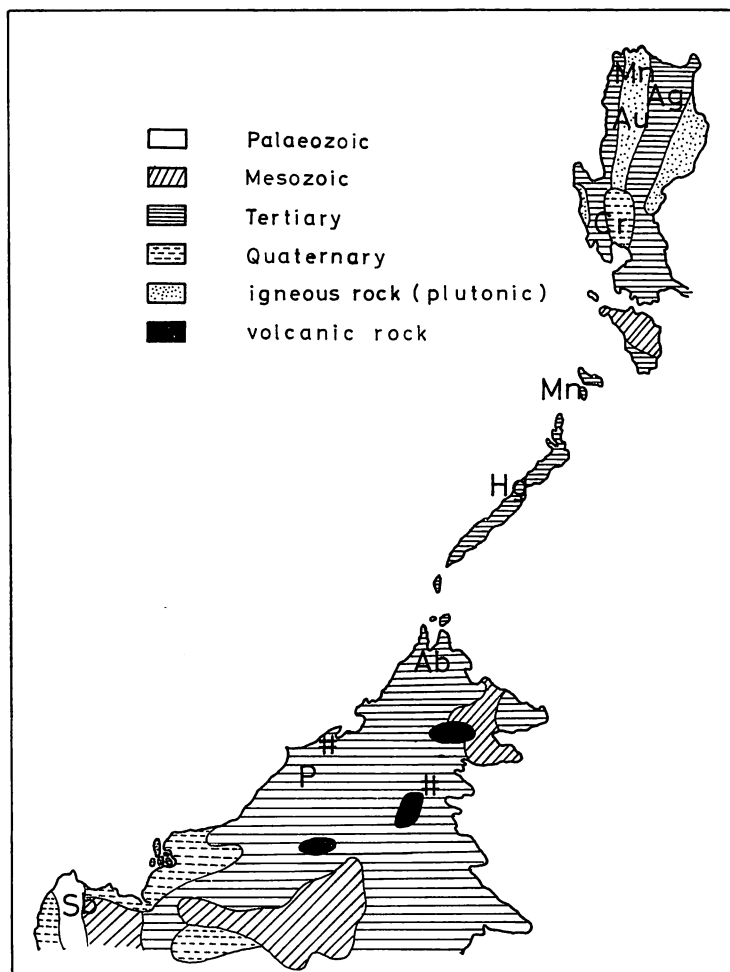 Palaeozoic
Mesozoic
Tertiary
Quaternary
igneous rock (plutonic)
volcanic rock
Mn
Ag
Au
Cr
Mn
Hg
Ab
#
P
#
Sb